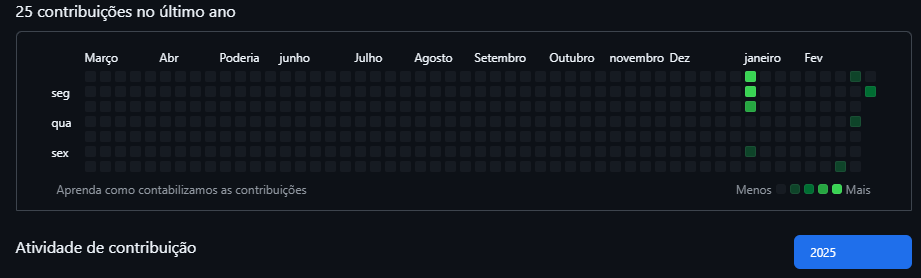 25 contribuições no último ano
Março Abr Poderia junho Julho Agosto Setembro Outubro novembro Dez janeiro Fev
seg
qua
sex
Aprenda como contabilizamos as contribuições Menos Mais
Atividade de contribuição 2025